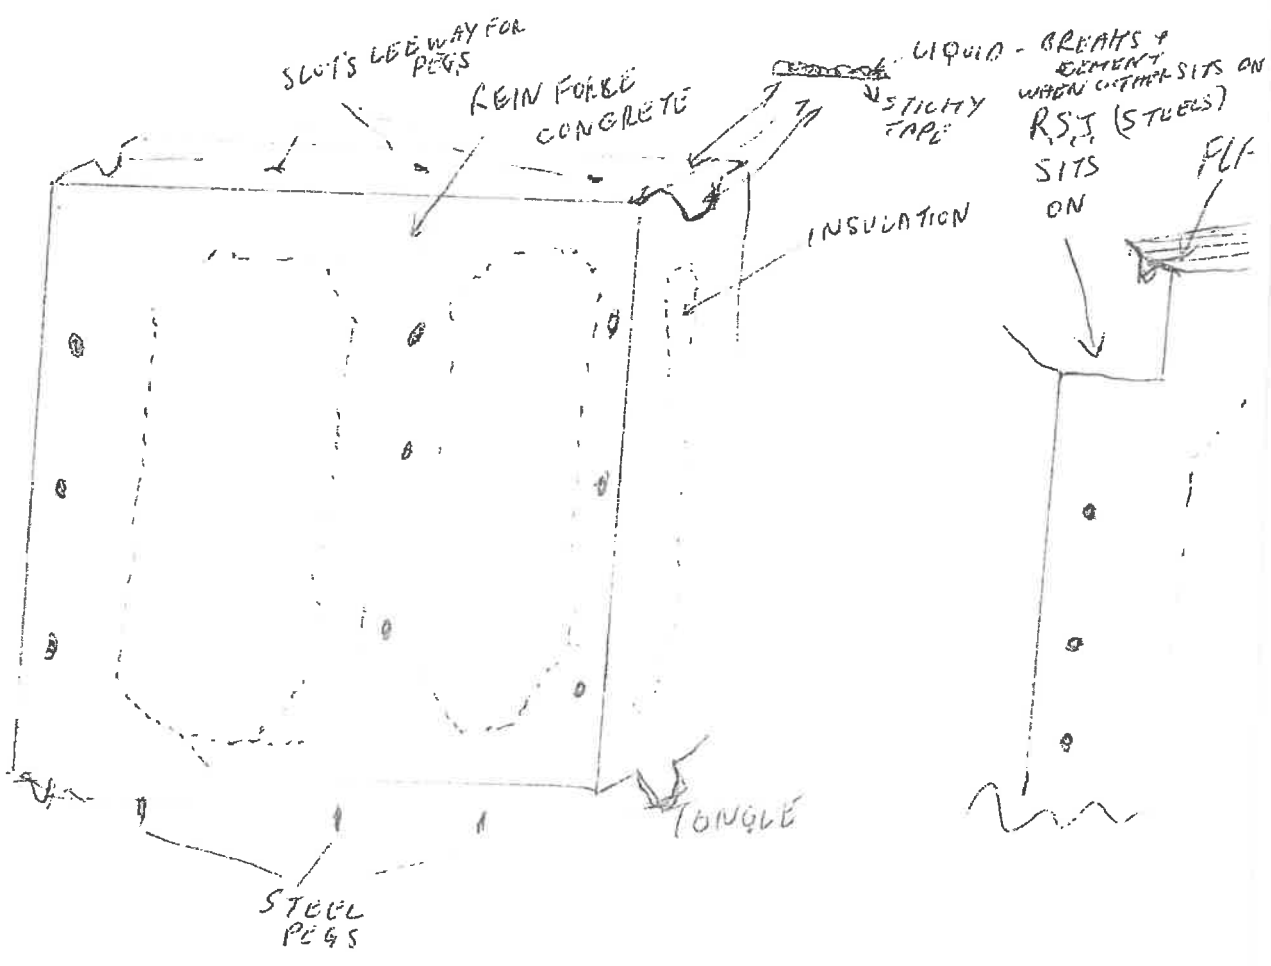 SLOTS LEEWAY FOR
PEGS
REIN FORCE
CONCRETE
LIQUID - BREAKS &
CEMENT
WHEN OTHER SITS ON
STICKY
TAPE
RSJ (STEELS)
SITS
ON
INSULATION
TONGUE
STEEL
PEGS